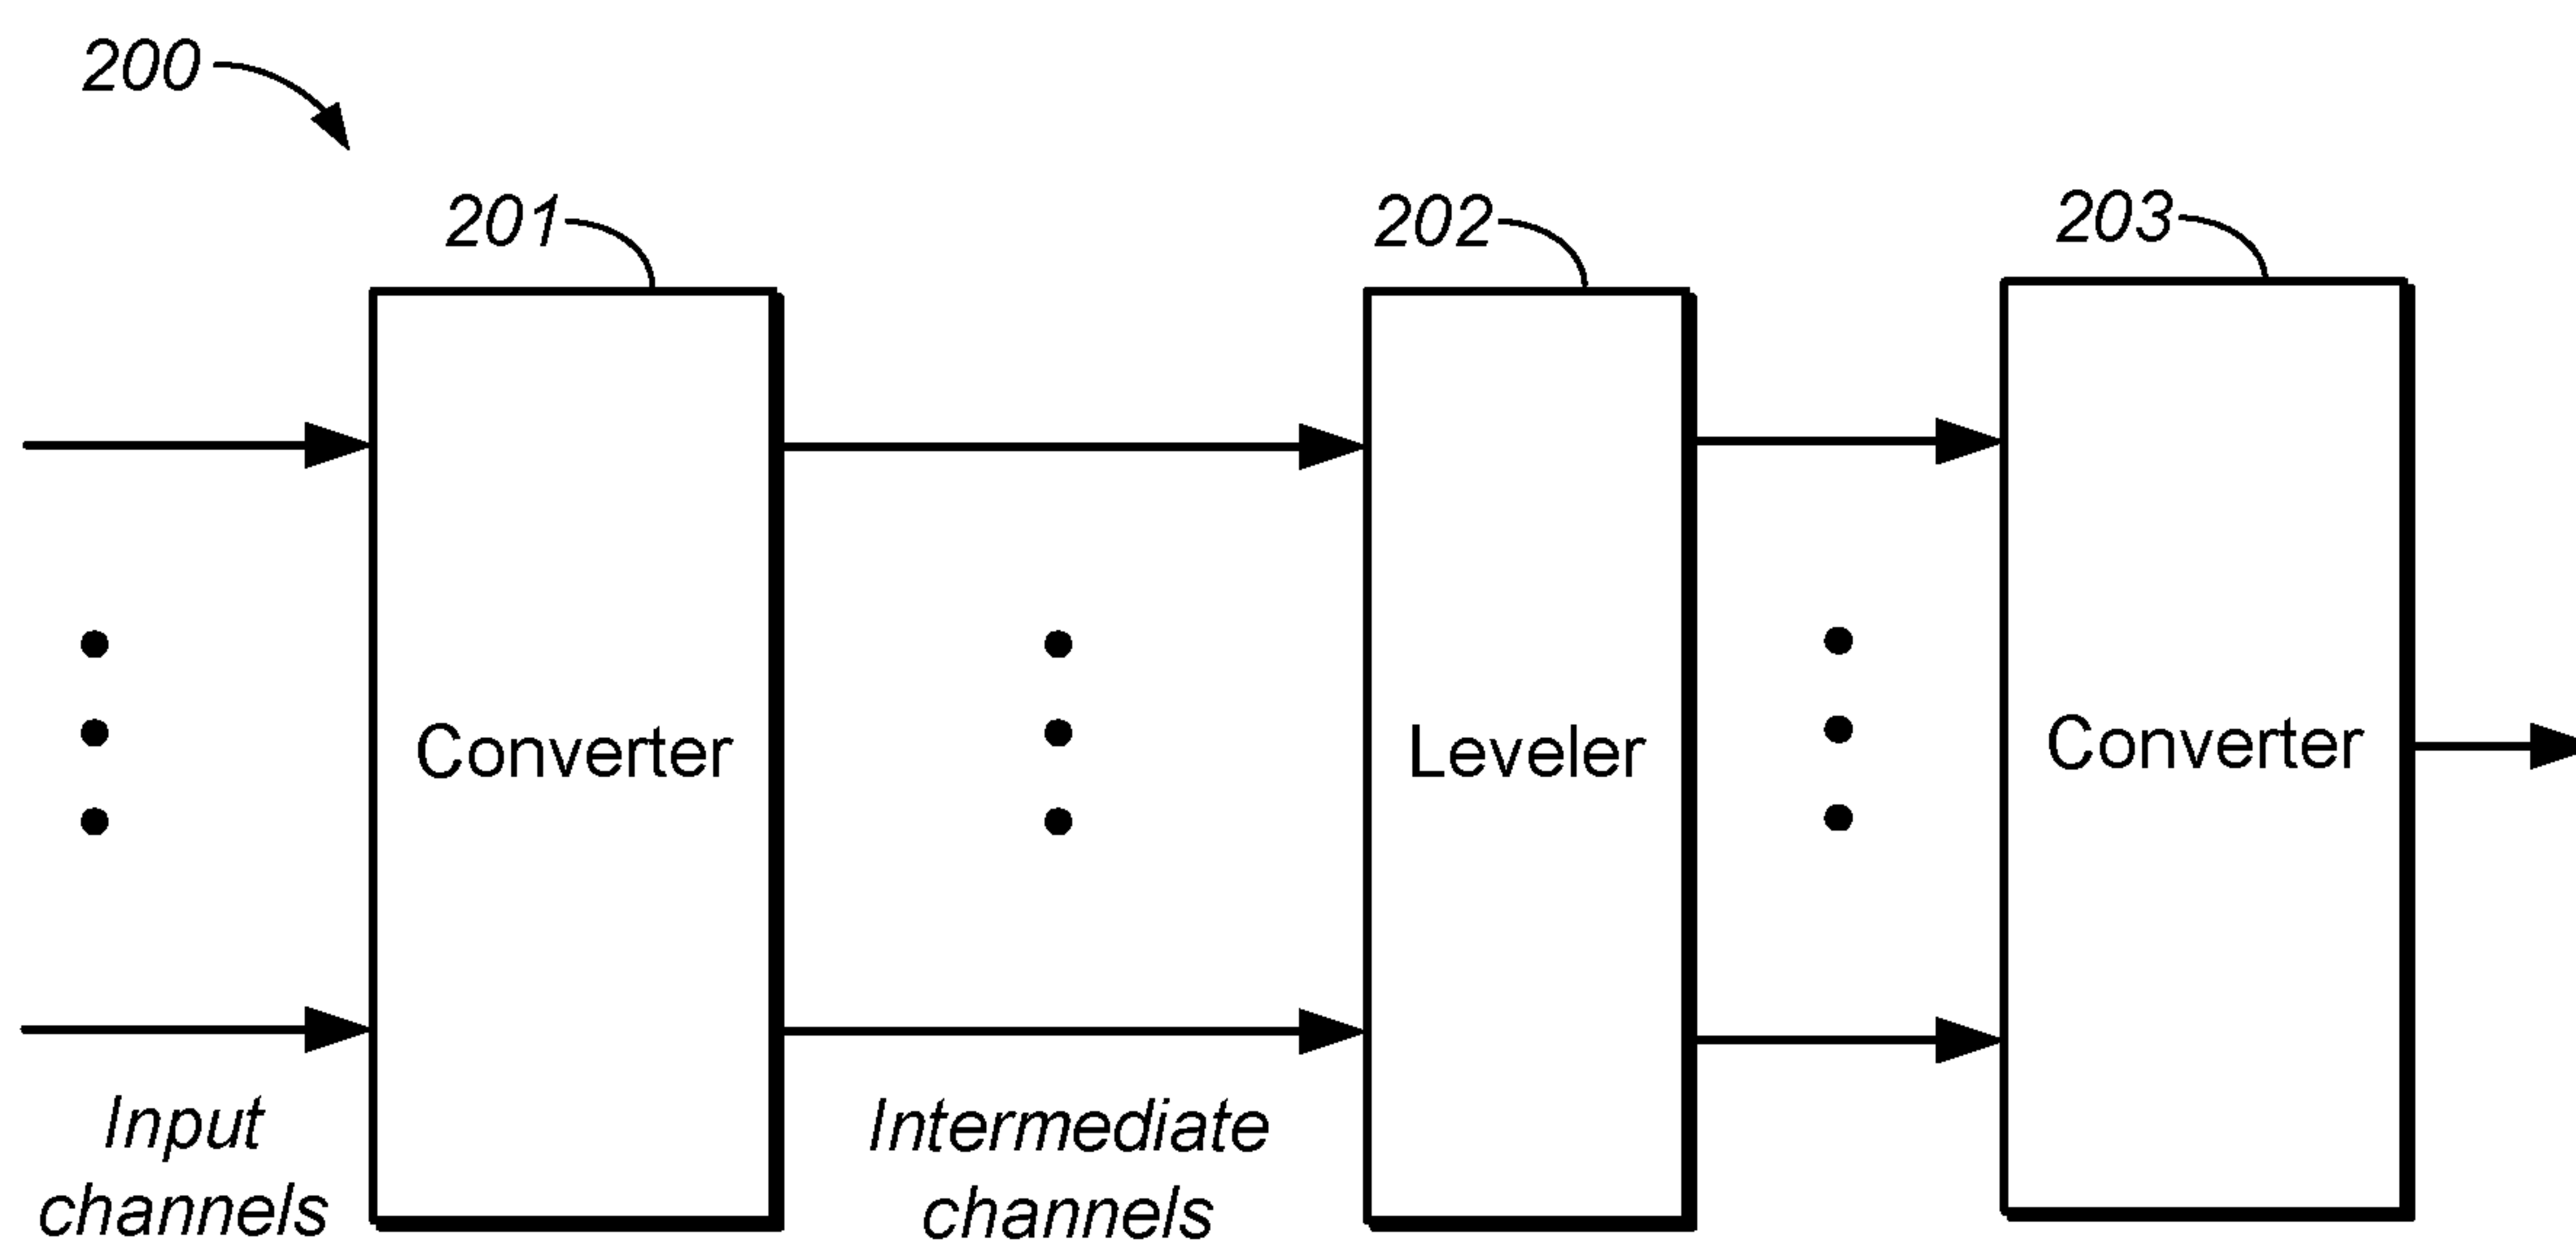 200
201
202
203
Converter
Leveler
Converter
Input
channels
Intermediate
channels